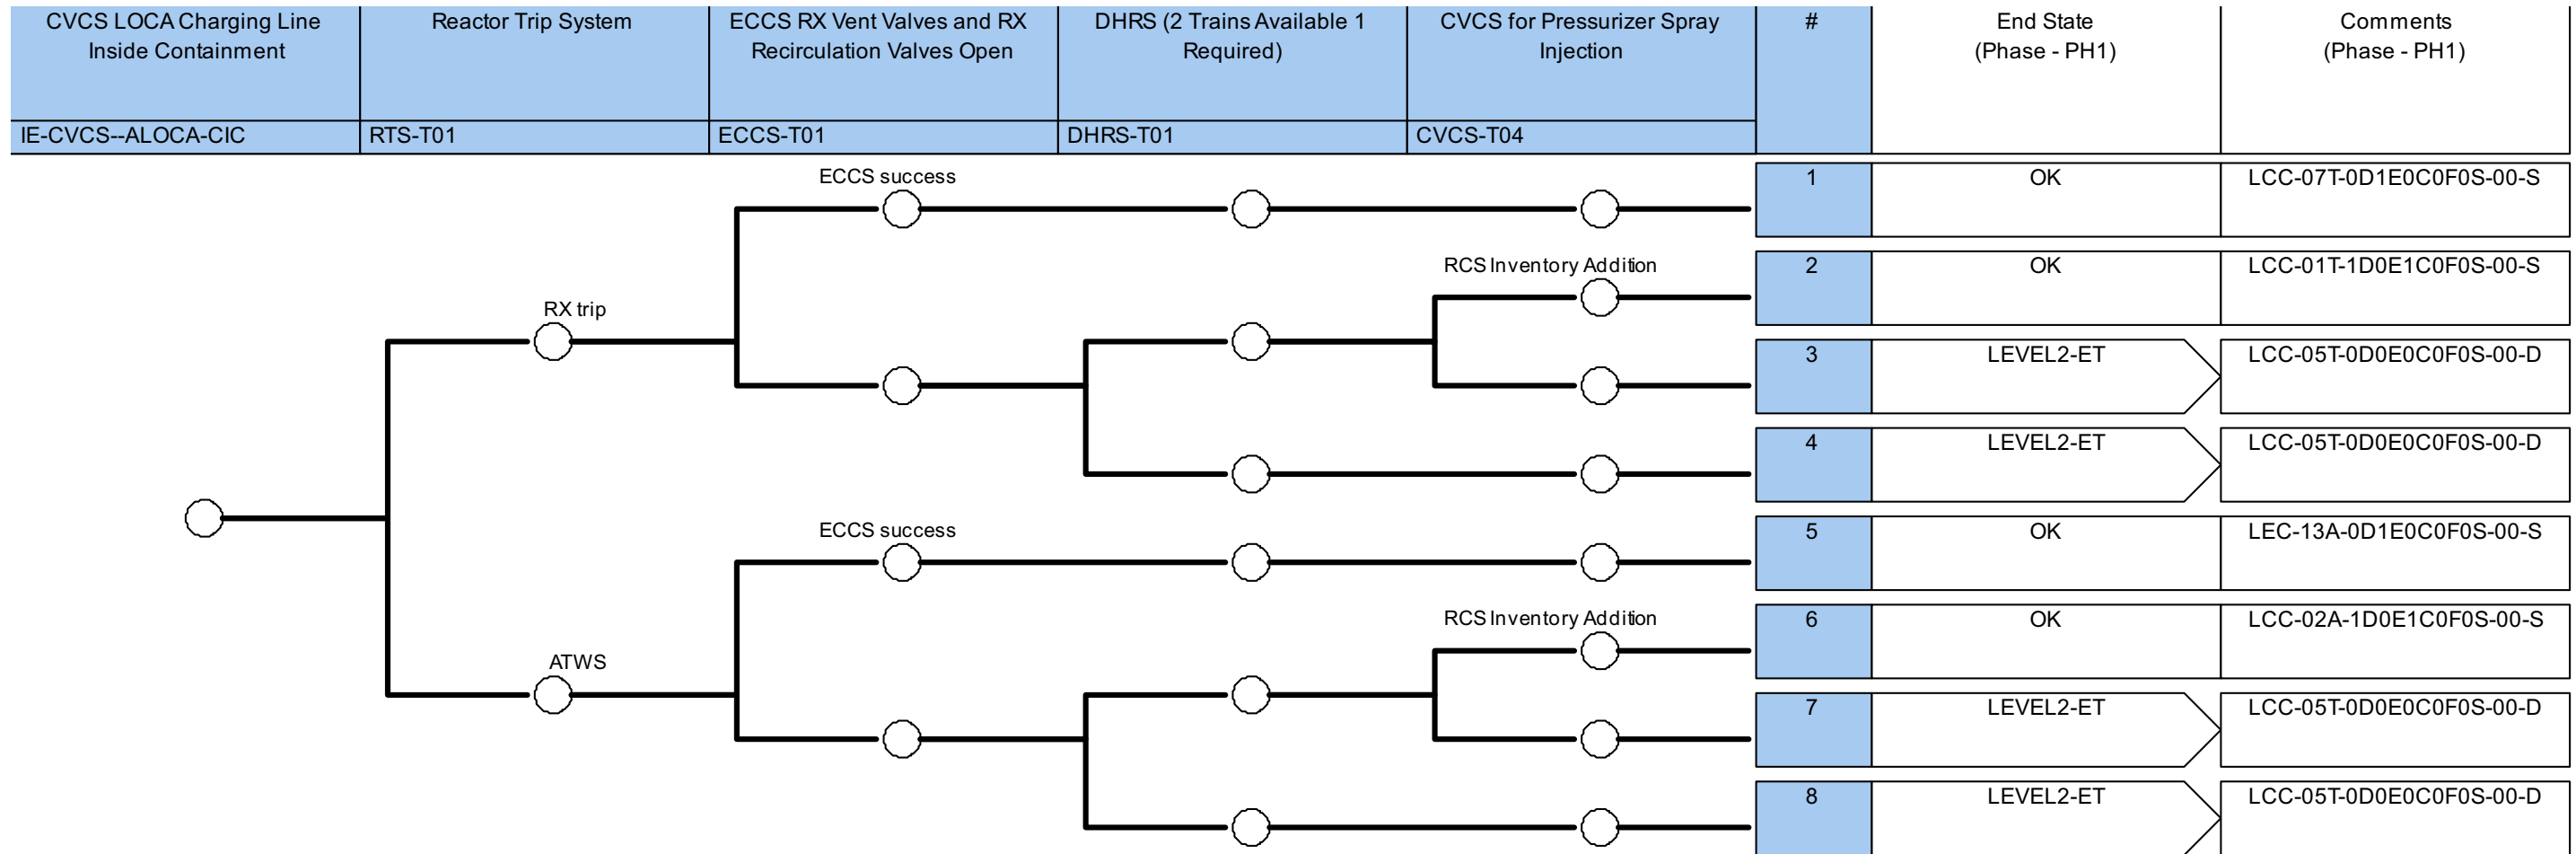 CVCS LOCA Charging Line
Inside Containment
Reactor Trip System
ECCS RX Vent Valves and RX
Recirculation Valves Open
DHRS (2 Trains Available 1
Required)
CVCS for Pressurizer Spray
Injection
#
End State
(Phase - PH1)
Comments
(Phase - PH1)
IE-CVCS--ALOCA-CIC
RTS-T01
ECCS-T01
DHRS-T01
CVCS-T04
ECCS success
1
OK
LCC-07T-0D1E0C0F0S-00-S
RCS Inventory Addition
2
OK
LCC-01T-1D0E1C0F0S-00-S
RX trip
3
LEVEL2-ET
LCC-05T-0D0E0C0F0S-00-D
4
LEVEL2-ET
LCC-05T-0D0E0C0F0S-00-D
ECCS success
5
OK
LEC-13A-0D1E0C0F0S-00-S
RCS Inventory Addition
6
OK
LCC-02A-1D0E1C0F0S-00-S
ATWS
7
LEVEL2-ET
LCC-05T-0D0E0C0F0S-00-D
8
LEVEL2-ET
LCC-05T-0D0E0C0F0S-00-D